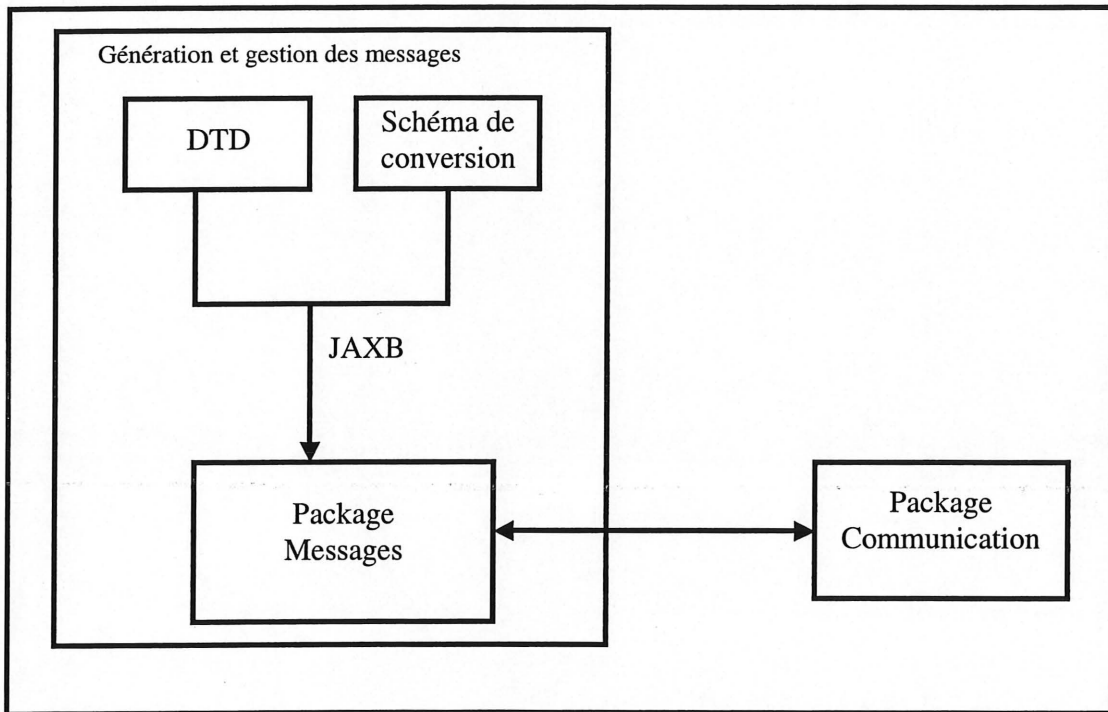 Génération et gestion des messages
DTD
Schéma de
conversion
JAXB
Package
Messages
Package
Communication